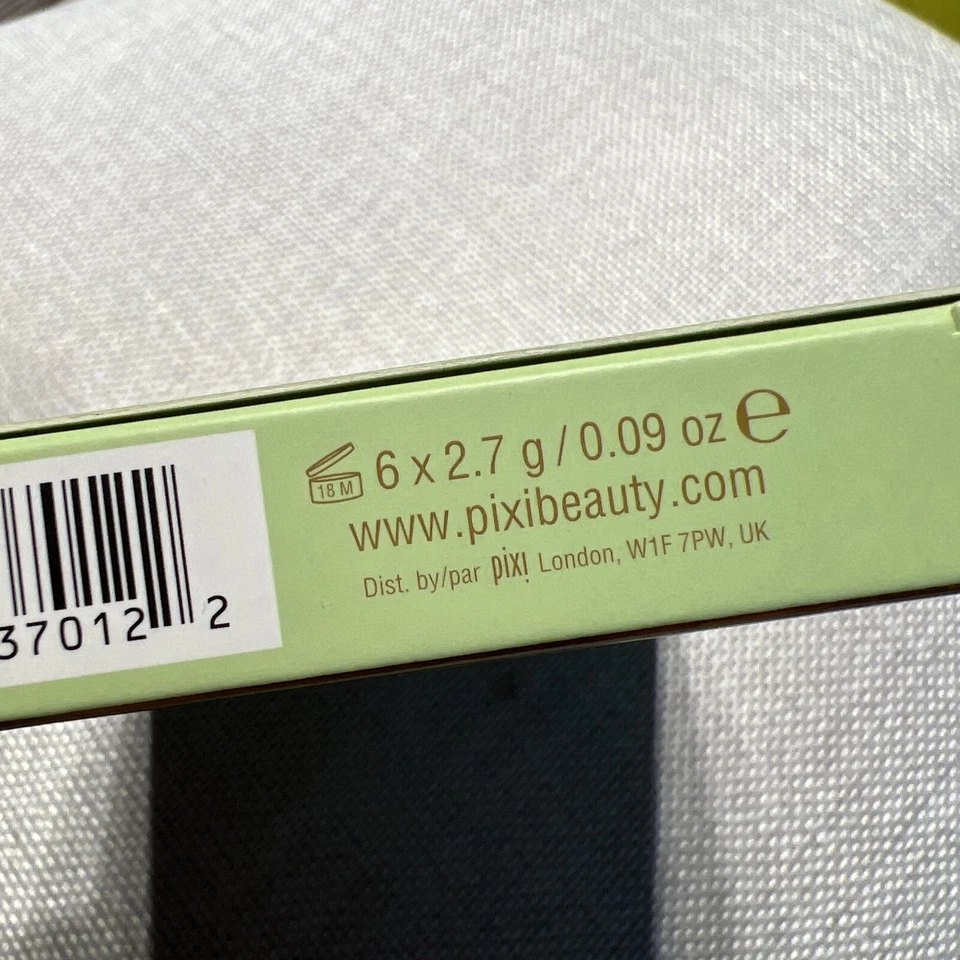 18 M 6 x 2.7 g / 0.09 oz ℮
www.pixibeauty.com
Dist. by/par pixi London, W1F 7PW, UK
37012 2